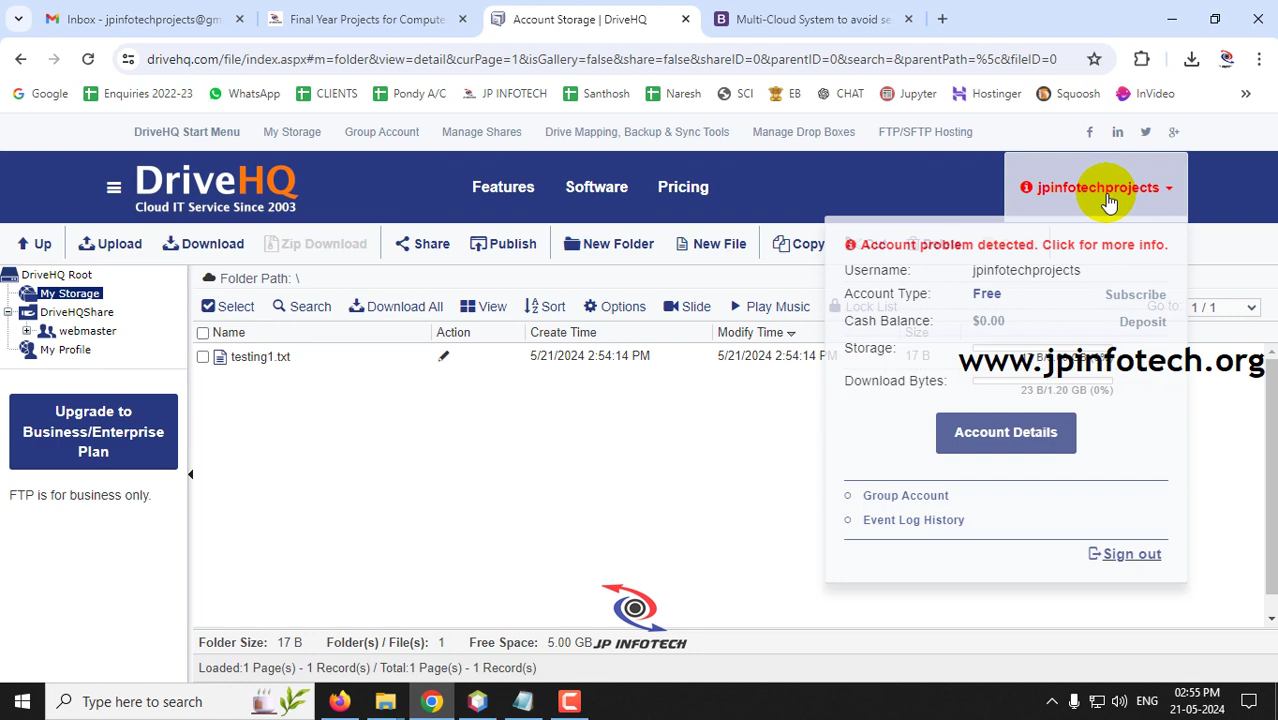 Inbox - jpinfotechprojects@gm
Final Year Projects for Compute
Account Storage | DriveHQ
Multi-Cloud System to avoid se
drivehq.com/file/index.aspx#m=folder&view=detail&curPage=1&isGallery=false&share=false&shareID=0&parentID=0&search=&parentPath=%5c&fileID=0
Google Enquiries 2022-23 WhatsApp CLIENTS Pondy A/C JP INFOTECH Santhosh Naresh SCI EB CHAT Jupyter Hostinger Squoosh InVideo
DriveHQ Start Menu My Storage Group Account Manage Shares Drive Mapping, Backup & Sync Tools Manage Drop Boxes FTP/SFTP Hosting
DriveHQ
Cloud IT Service Since 2003
Features Software Pricing
jpinfotechprojects
Up Upload Download Zip Download Share Publish New Folder New File Copy
Account problem detected. Click for more info.
Username: jpinfotechprojects
Account Type: Free Subscribe
Cash Balance: $0.00 Deposit
Storage:
Download Bytes:
23 B/1.20 GB (0%)
Account Details
Group Account
Event Log History
Sign out
DriveHQ Root
My Storage
DriveHQShare
webmaster
My Profile
Upgrade to
Business/Enterprise
Plan
FTP is for business only.
Folder Path: \
Select Search Download All View Sort Options Slide Play Music Lock List Go to: 1 / 1
Name Action Create Time Modify Time Size
testing1.txt 5/21/2024 2:54:14 PM 5/21/2024 2:54:14 PM 17 B
www.jpinfotech.org
JP INFOTECH
Folder Size: 17 B Folder(s) / File(s): 1 Free Space: 5.00 GB
Loaded:1 Page(s) - 1 Record(s) / Total:1 Page(s) - 1 Record(s)
Type here to search
ENG
02:55 PM
21-05-2024